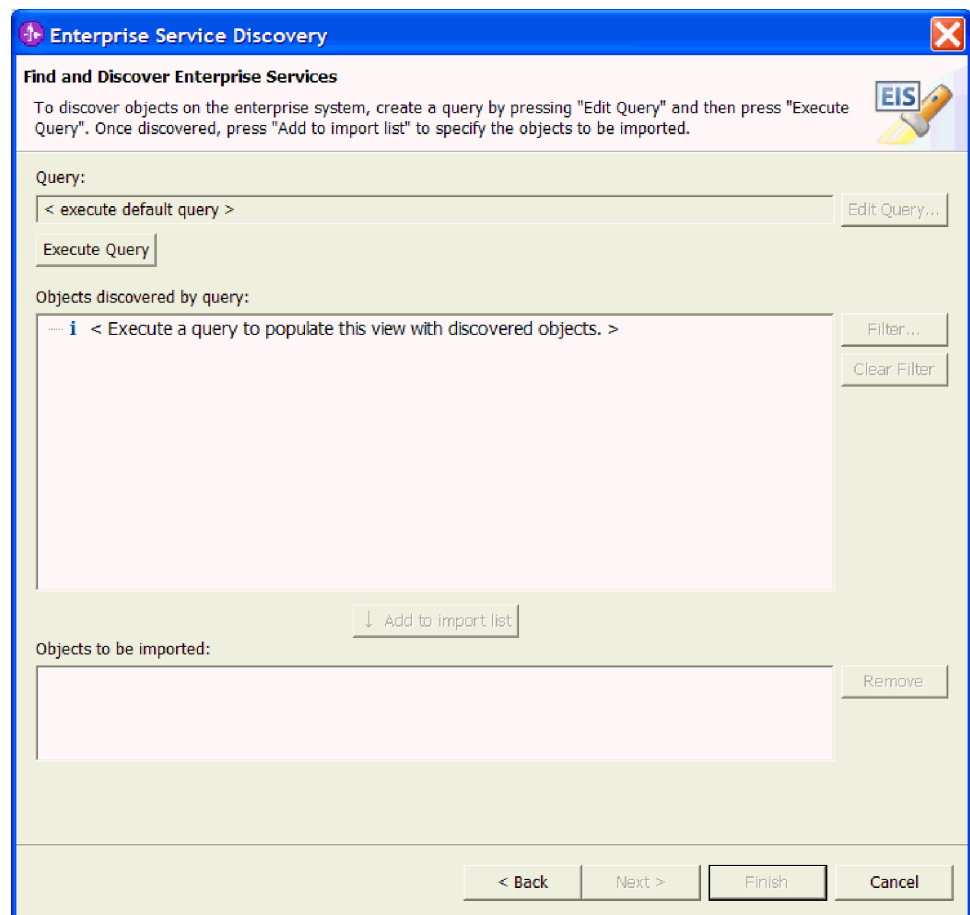 Enterprise Service Discovery
Find and Discover Enterprise Services
To discover objects on the enterprise system, create a query by pressing "Edit Query" and then press "Execute
Query". Once discovered, press "Add to import list" to specify the objects to be imported.
EIS
Query:
< execute default query >
Edit Query...
Execute Query
Objects discovered by query:
i < Execute a query to populate this view with discovered objects. >
Filter...
Clear Filter
↓ Add to import list
Objects to be imported:
Remove
< Back
Next >
Finish
Cancel